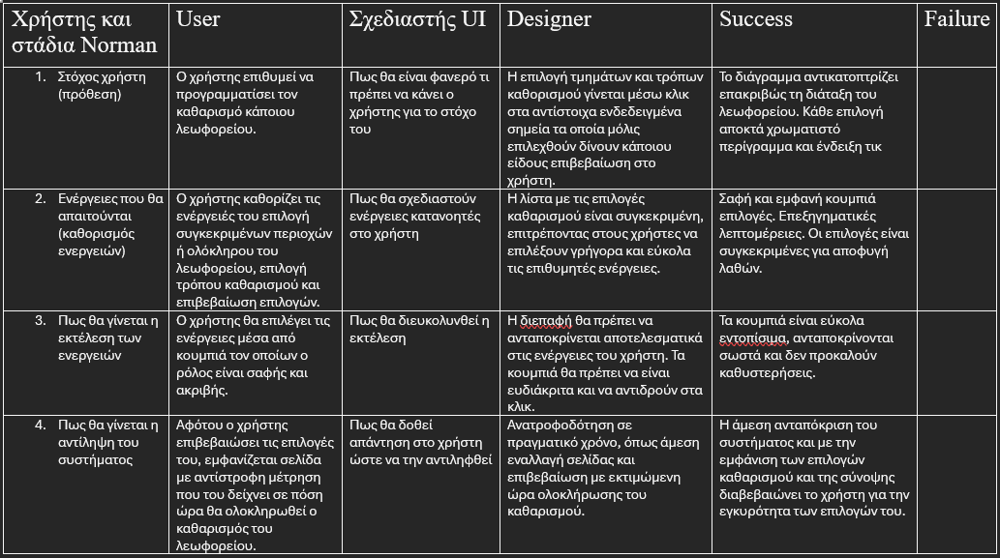 Χρήστης και
στάδια Norman
User
Σχεδιαστής UI
Designer
Success
Failure
1. Στόχος χρήστη
(πρόθεση)
Ο χρήστης επιθυμεί να
προγραμματίσει τον
καθαρισμό κάποιου
λεωφορείου.
Πως θα είναι φανερό τι
πρέπει να κάνει ο
χρήστης για το στόχο
του
Η επιλογή τμημάτων και τρόπων
καθορισμού γίνεται μέσω κλικ
στα αντίστοιχα ενδεδειγμένα
σημεία τα οποία μόλις
επιλεχθούν δίνουν κάποιου
είδους επιβεβαίωση στο
χρήστη.
Το διάγραμμα αντικατοπτρίζει
επακριβώς τη διάταξη του
λεωφορείου. Κάθε επιλογή
αποκτά χρωματιστό
περίγραμμα και ένδειξη τικ
2. Ενέργειες που θα
απαιτούνται
(καθορισμός
ενεργειών)
Ο χρήστης καθορίζει τις
ενέργειές του επιλογή
συγκεκριμένων περιοχών
ή ολόκληρου του
λεωφορείου, επιλογή
τρόπου καθαρισμού και
επιβεβαίωση επιλογών.
Πως θα σχεδιαστούν
ενέργειες κατανοητές
στο χρήστη
Η λίστα με τις επιλογές
καθαρισμού είναι συγκεκριμένη,
επιτρέποντας στους χρήστες να
επιλέξουν γρήγορα και εύκολα
τις επιθυμητές ενέργειες.
Σαφή και εμφανή κουμπιά
επιλογές. Επεξηγηματικές
λεπτομέρειες. Οι επιλογές είναι
συγκεκριμένες για αποφυγή
λαθών.
3. Πως θα γίνεται η
εκτέλεση των
ενεργειών
Ο χρήστης θα επιλέγει τις
ενέργειες μέσα από
κουμπιά τον οποίων ο
ρόλος είναι σαφής και
ακριβής.
Πως θα διευκολυνθεί η
εκτέλεση
Η διεπαφή θα πρέπει να
ανταποκρίνεται αποτελεσματικά
στις ενέργειες του χρήστη. Τα
κουμπιά θα πρέπει να είναι
ευδιάκριτα και να αντιδρούν στα
κλικ.
Τα κουμπιά είναι εύκολα
εντοπίσιμα, ανταποκρίνονται
σωστά και δεν προκαλούν
καθυστερήσεις.
4. Πως θα γίνεται η
αντίληψη του
συστήματος
Αφότου ο χρήστης
επιβεβαιώσει τις επιλογές
του, εμφανίζεται σελίδα
με αντίστροφη μέτρηση
που του δείχνει σε πόση
ώρα θα ολοκληρωθεί ο
καθαρισμός του
λεωφορείου.
Πως θα δοθεί
απάντηση στο χρήστη
ώστε να την αντιληφθεί
Ανατροφοδότηση σε
πραγματικό χρόνο, όπως άμεση
εναλλαγή σελίδας και
επιβεβαίωση με εκτιμώμενη
ώρα ολοκλήρωσης του
καθαρισμού.
Η άμεση ανταπόκριση του
συστήματος και με την
εμφάνιση των επιλογών
καθαρισμού και της σύνοψης
διαβεβαιώνει το χρήστη για την
εγκυρότητα των επιλογών του.